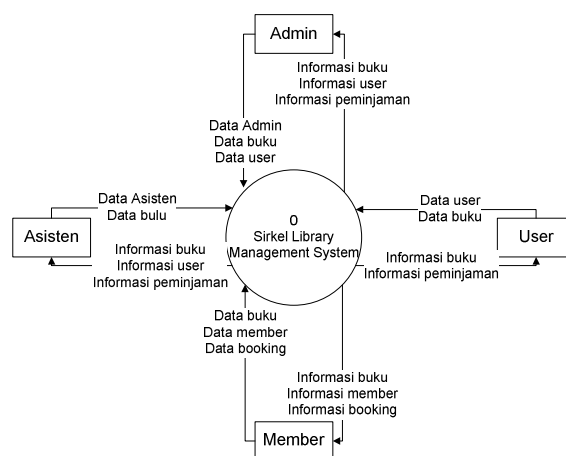 Admin
Informasi buku
Informasi user
Informasi peminjaman
Data Admin
Data buku
Data user
Data Asisten
Data bulu
Asisten
Informasi buku
Informasi user
Informasi peminjaman
0
Sirkel Library
Management System
Data user
Data buku
User
Informasi buku
Informasi peminjaman
Data buku
Data member
Data booking
Informasi buku
Informasi member
Informasi booking
Member